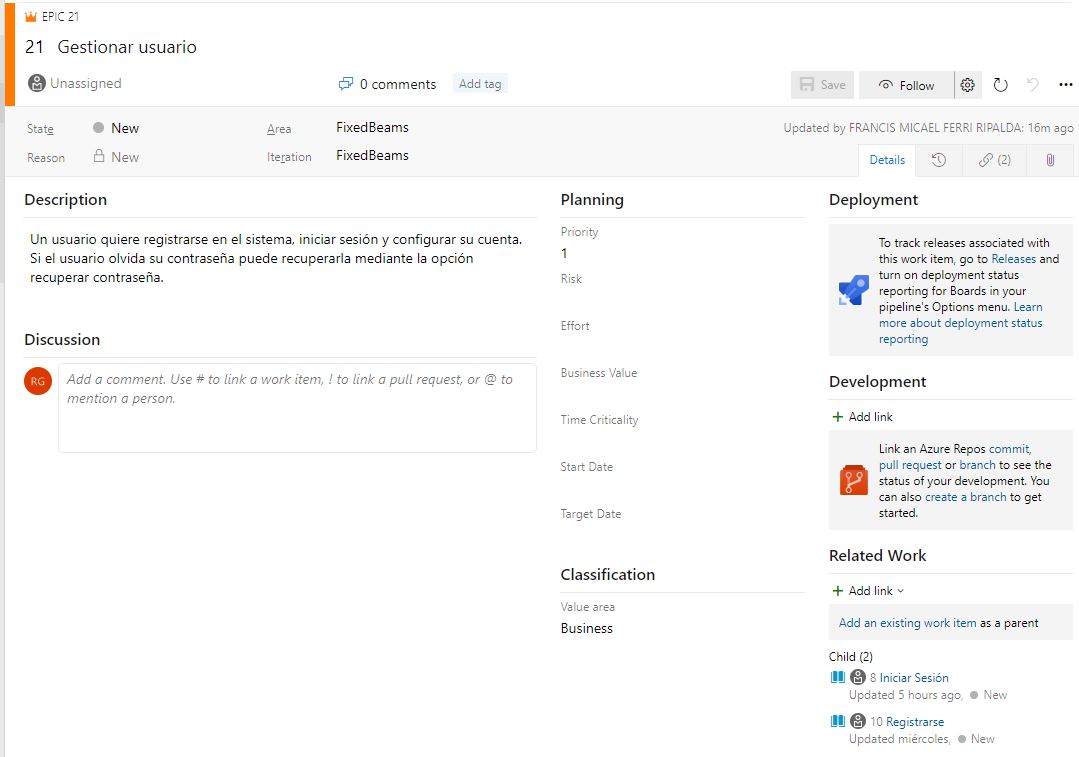 EPIC 21
21 Gestionar usuario
Unassigned
0 comments
Add tag
Save
Follow
State
New
Area
FixedBeams
Updated by FRANCIS MICAEL FERRI RIPALDA: 16m ago
Reason
New
Iteration
FixedBeams
Details
(2)
Description
Un usuario quiere registrarse en el sistema, iniciar sesión y configurar su cuenta.
Si el usuario olvida su contraseña puede recuperarla mediante la opción
recuperar contraseña.
Discussion
RG
Add a comment. Use # to link a work item, ! to link a pull request, or @ to
mention a person.
Planning
Priority
1
Risk
Effort
Business Value
Time Criticality
Start Date
Target Date
Classification
Value area
Business
Deployment
To track releases associated with
this work item, go to Releases and
turn on deployment status
reporting for Boards in your
pipeline's Options menu. Learn
more about deployment status
reporting
Development
+ Add link
Link an Azure Repos commit,
pull request or branch to see the
status of your development. You
can also create a branch to get
started.
Related Work
+ Add link
Add an existing work item as a parent
Child (2)
8 Iniciar Sesión
Updated 5 hours ago, New
10 Registrarse
Updated miércoles, New